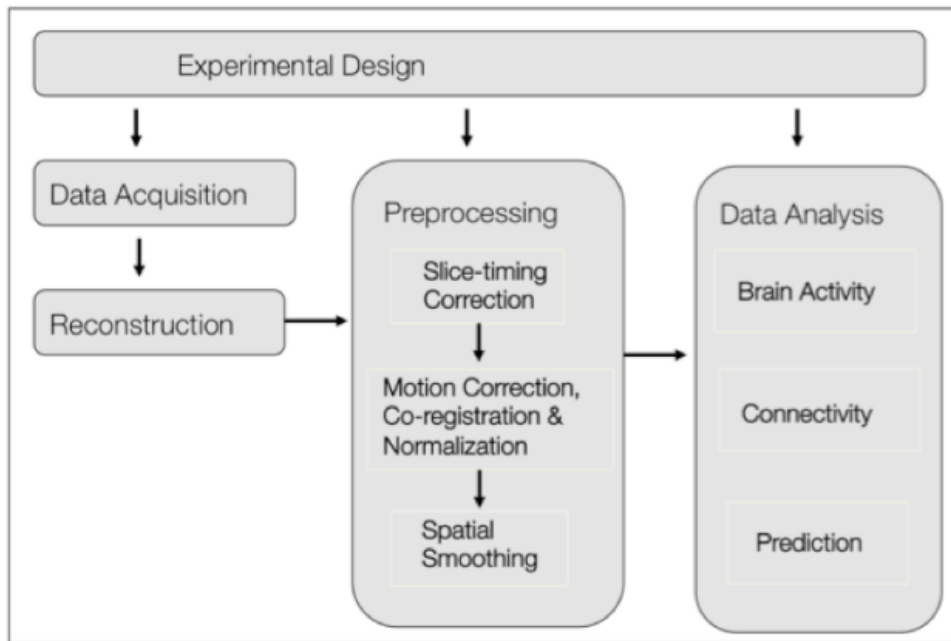 Experimental Design
Data Acquisition
Reconstruction
Preprocessing
Slice-timing
Correction
Motion Correction,
Co-registration &
Normalization
Spatial
Smoothing
Data Analysis
Brain Activity
Connectivity
Prediction